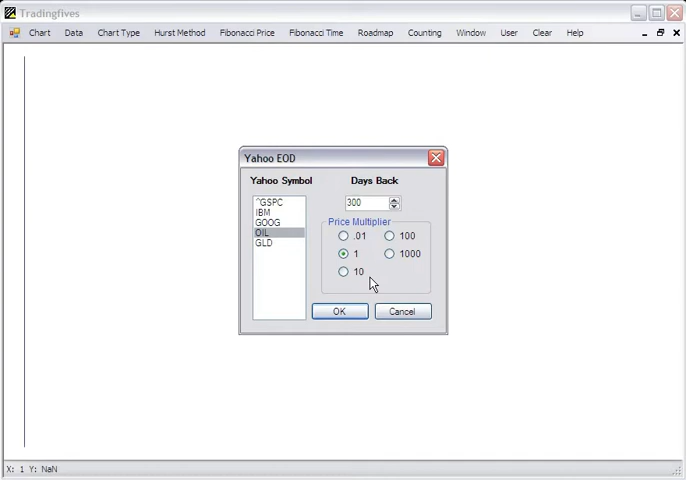 Tradingfives
Chart Data Chart Type Hurst Method Fibonacci Price Fibonacci Time Roadmap Counting Window User Clear Help
Yahoo EOD
Yahoo Symbol Days Back
^GSPC
IBM
GOOG
OIL
GLD
300
Price Multiplier
.01 100
1 1000
10
OK Cancel
X: 1 Y: NaN